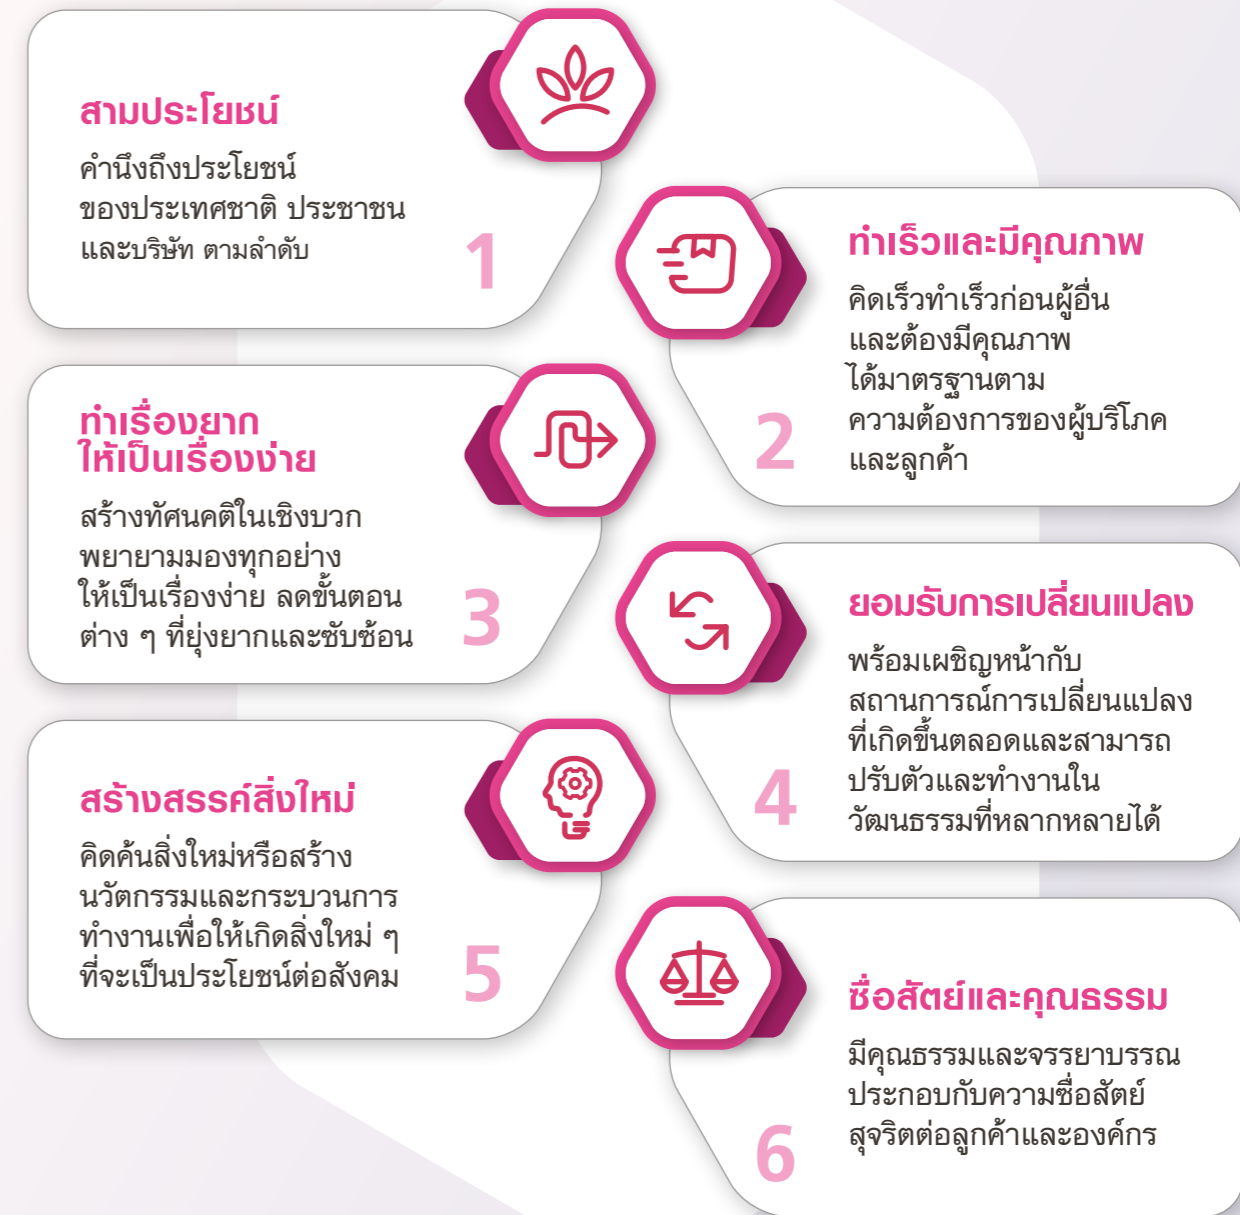 สามประโยชน์
คำนึงถึงประโยชน์
ของประเทศชาติ ประชาชน
และบริษัท ตามลำดับ
1
ทำเร็วและมีคุณภาพ
คิดเร็วทำเร็วก่อนผู้อื่น
และต้องมีคุณภาพ
ได้มาตรฐานตาม
ความต้องการของผู้บริโภค
และลูกค้า
2
ทำเรื่องยาก
ให้เป็นเรื่องง่าย
สร้างทัศนคติในเชิงบวก
พยายามมองทุกอย่าง
ให้เป็นเรื่องง่าย ลดขั้นตอน
ต่าง ๆ ที่ยุ่งยากและซับซ้อน
3
ยอมรับการเปลี่ยนแปลง
พร้อมเผชิญหน้ากับ
สถานการณ์การเปลี่ยนแปลง
ที่เกิดขึ้นตลอดและสามารถ
ปรับตัวและทำงานใน
วัฒนธรรมที่หลากหลายได้
4
สร้างสรรค์สิ่งใหม่
คิดค้นสิ่งใหม่หรือสร้าง
นวัตกรรมและกระบวนการ
ทำงานเพื่อให้เกิดสิ่งใหม่ ๆ
ที่จะเป็นประโยชน์ต่อสังคม
5
ซื่อสัตย์และคุณธรรม
มีคุณธรรมและจรรยาบรรณ
ประกอบกับความซื่อสัตย์
สุจริตต่อลูกค้าและองค์กร
6